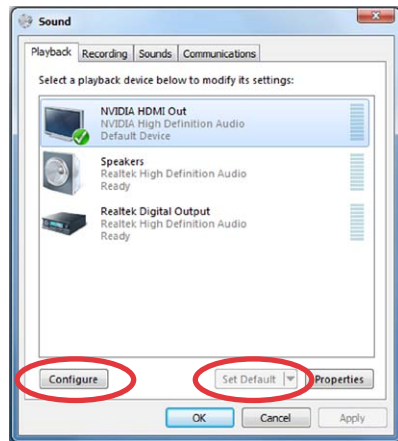 Sound
Playback Recording Sounds Communications
Select a playback device below to modify its settings:
NVIDIA HDMI Out
NVIDIA High Definition Audio
Default Device
Speakers
Realtek High Definition Audio
Ready
Realtek Digital Output
Realtek High Definition Audio
Ready
Configure Set Default Properties
OK Cancel Apply